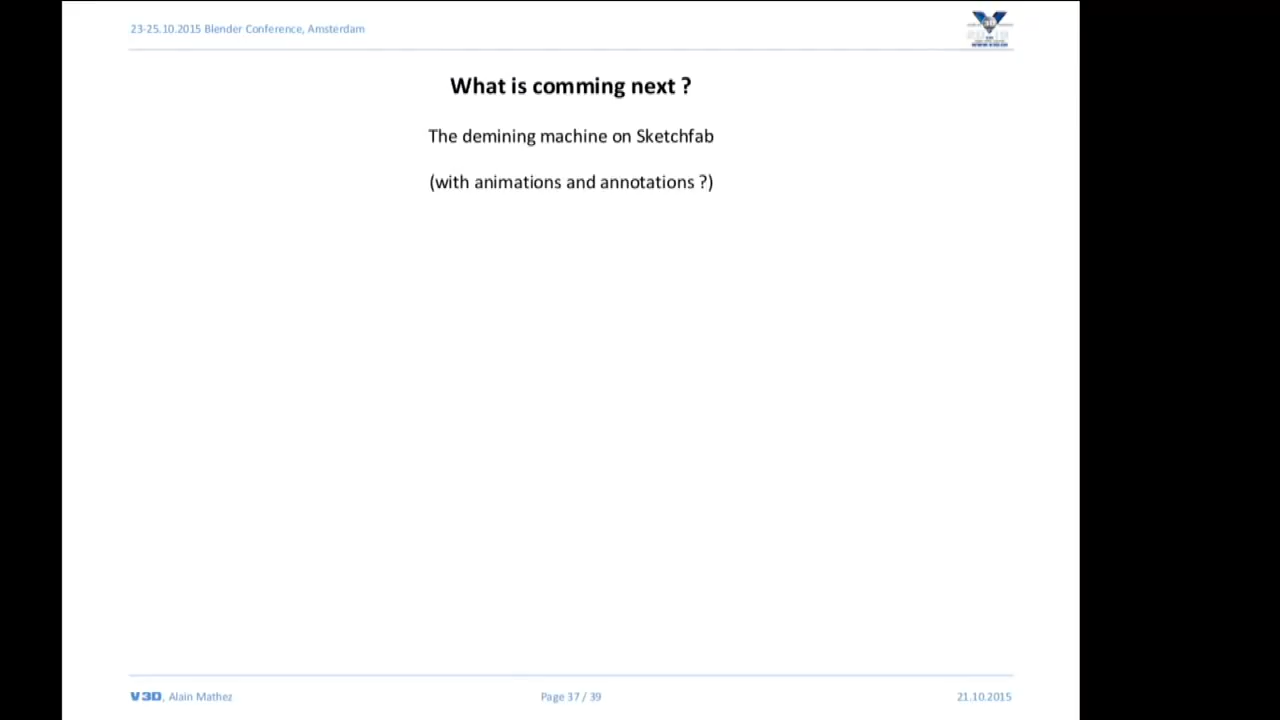 23-25.10.2015 Blender Conference, Amsterdam
What is comming next ?
The demining machine on Sketchfab
(with animations and annotations ?)
V3D, Alain Mathez
Page 37 / 39
21.10.2015